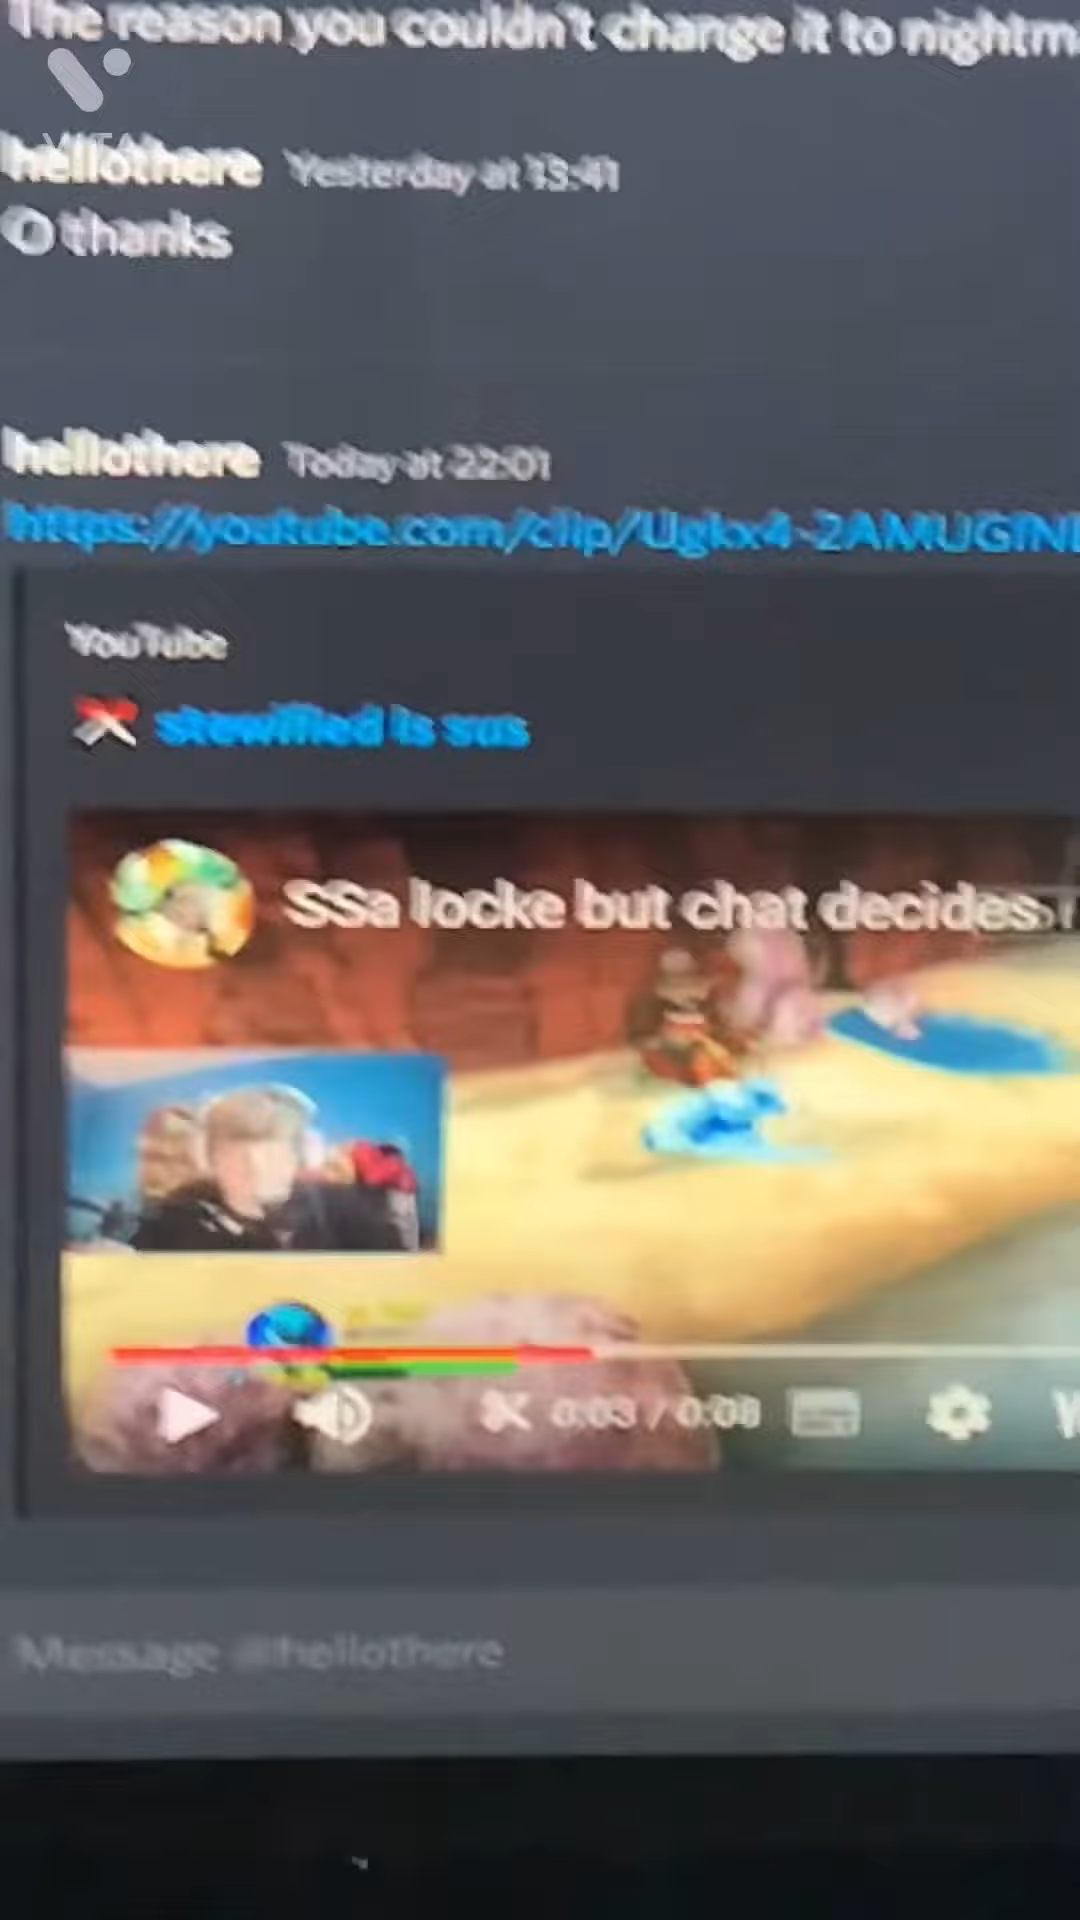 The reason you couldn't change it to nightm
VITA
hellothere Yesterday at 13:41
O thanks
hellothere Today at 22:01
https://youtube.com/clip/Ugkx4-2AMUGfN
YouTube
stewified is sus
SSa locke but chat decides
0:03 / 0:08
Message @hellothere